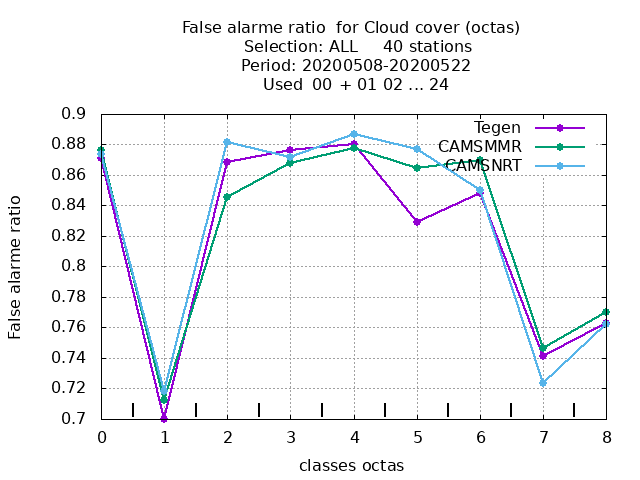 False alarme ratio  for Cloud cover (octas)
Selection: ALL     40 stations
Period: 20200508-20200522
Used  00 + 01 02 ... 24
Tegen
CAMSMMR
CAMSNRT
False alarme ratio
0.9
0.88
0.86
0.84
0.82
0.8
0.78
0.76
0.74
0.72
0.7
0 1 2 3 4 5 6 7 8
classes octas